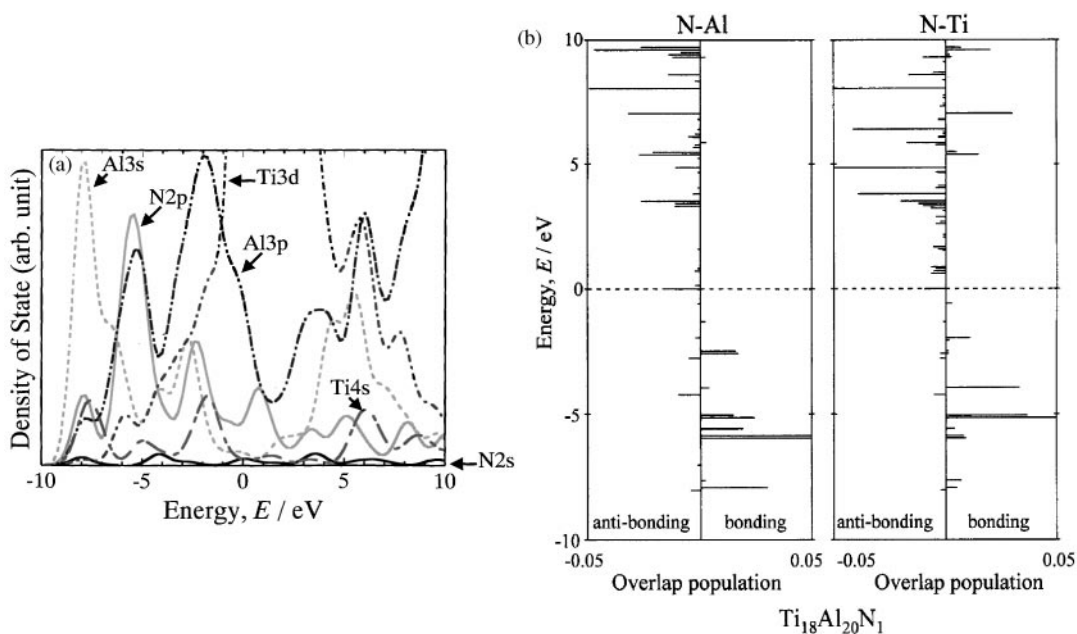 (a)
Al3s
N2p
Ti3d
Al3p
Ti4s
N2s
Density of State (arb. unit)
-10 -5 0 5 10
Energy, E / eV
(b)
N-Al N-Ti
10
5
0
-5
-10
Energy, E / eV
anti-bonding bonding anti-bonding bonding
-0.05 0.05 -0.05 0.05
Overlap population Overlap population
Ti₁₈Al₂₀N₁